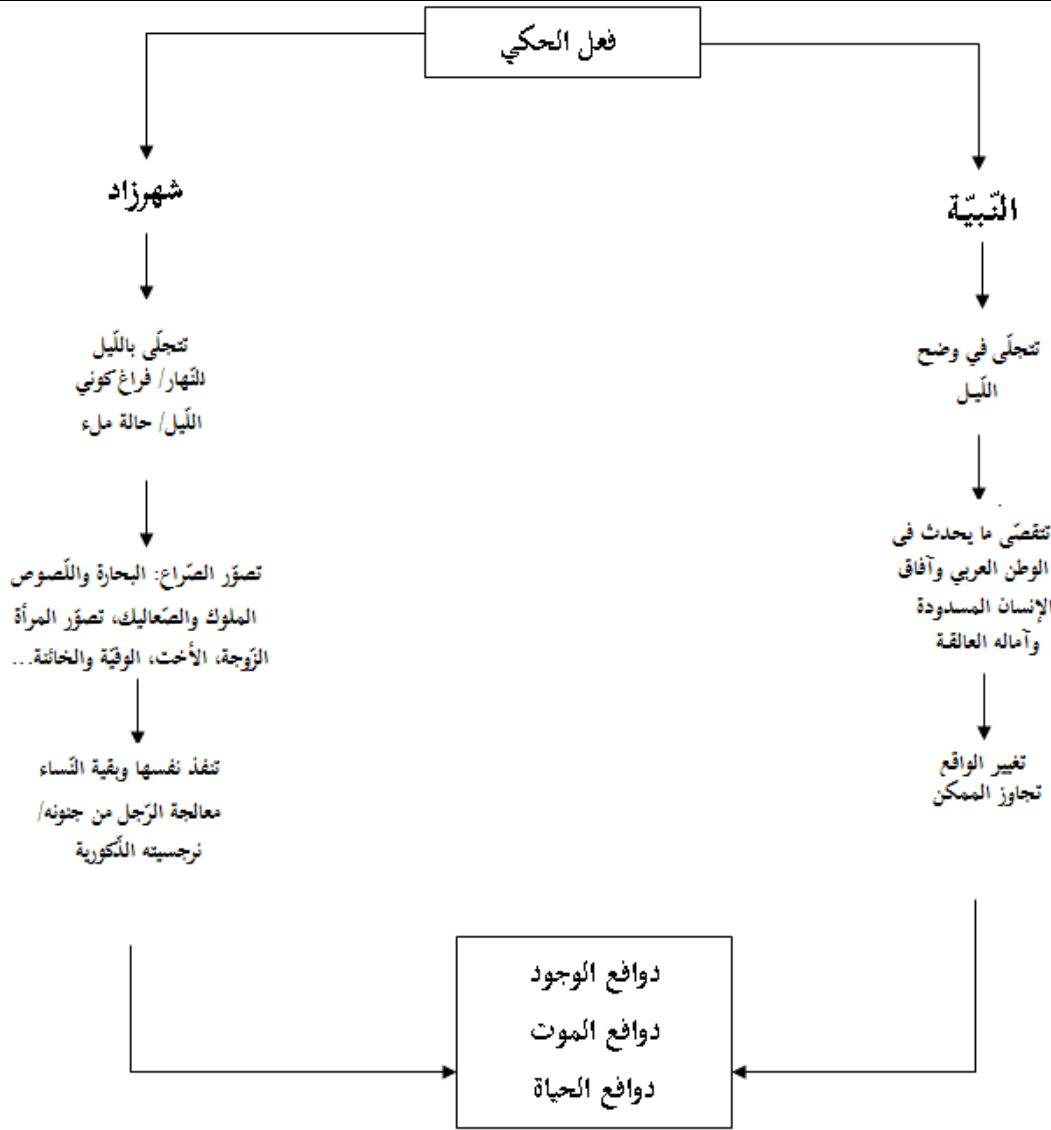 فعل الحكي
النّبيّة
تتجلّى في وضح
اللّيل
تتقصّى ما يحدث في
الوطن العربي وآفاق
الإنسان المسدودة
وآماله العالقة
تغيير الواقع
تجاوز الممكن
شهرزاد
تتجلّى باللّيل
النّهار/ فراغ كوني
اللّيل/ حالة ملء
تصوّر الصّراع: البحارة واللّصوص
الملوك والصّعاليك، تصوّر المرأة
الزّوجة، الأخت، الوفيّة والخائنة...
تنفذ نفسها وبقية النّساء
معالجة الرّجل من جنونه/
نرجسيته الذّكورية
دوافع الوجود
دوافع الموت
دوافع الحياة